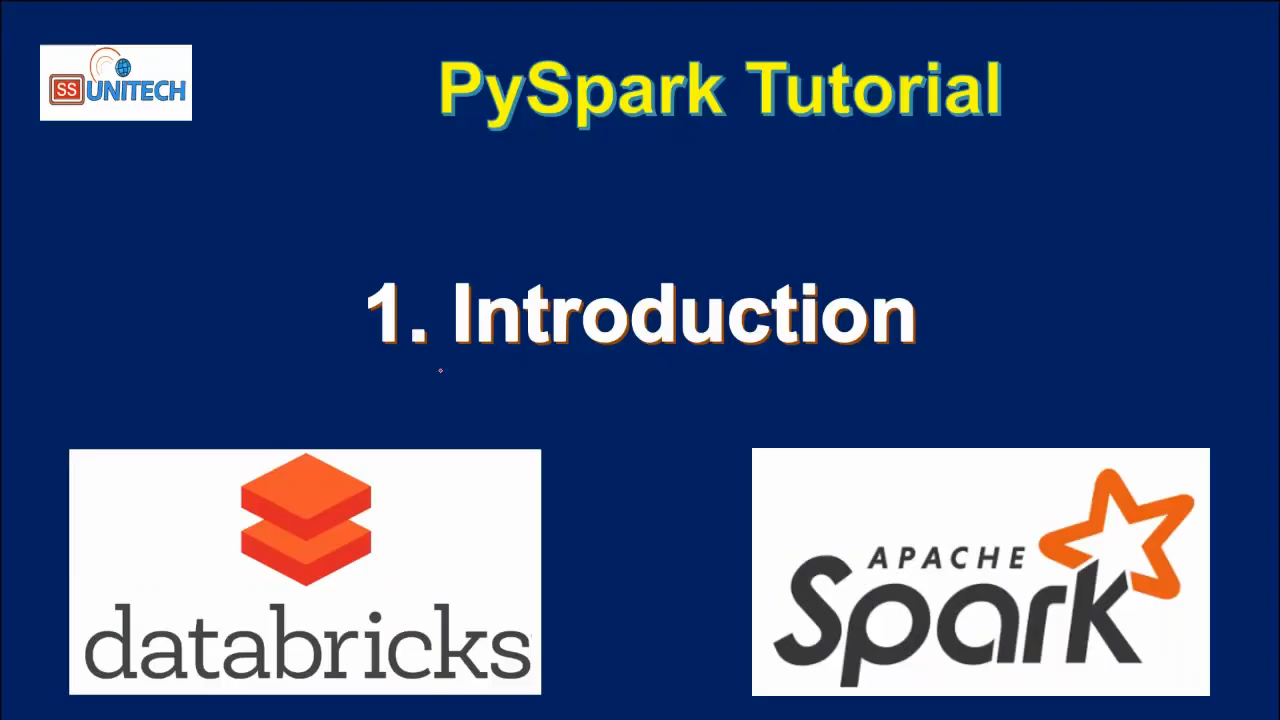 SS UNITECH
PySpark Tutorial
1. Introduction
databricks
APACHE
Spark